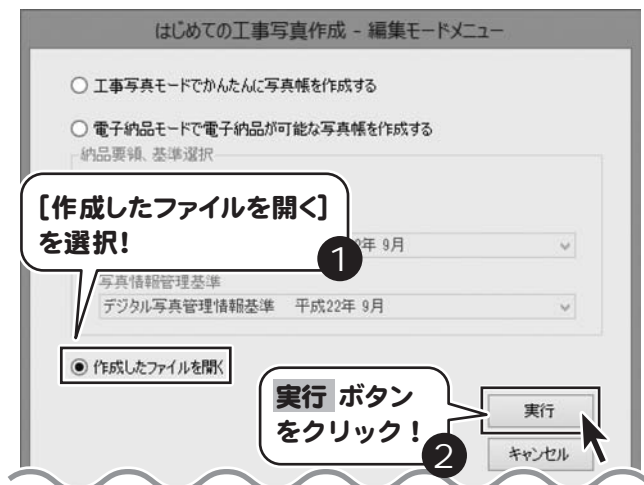 はじめての工事写真作成 - 編集モードメニュー
工事写真モードでかんたんに写真帳を作成する
電子納品モードで電子納品が可能な写真帳を作成する
納品要領、基準選択
[作成したファイルを開く]
を選択!
1
年 9月
写真情報管理基準
デジタル写真管理情報基準 平成22年 9月
作成したファイルを開く
実行 ボタン
をクリック！
2
実行
キャンセル